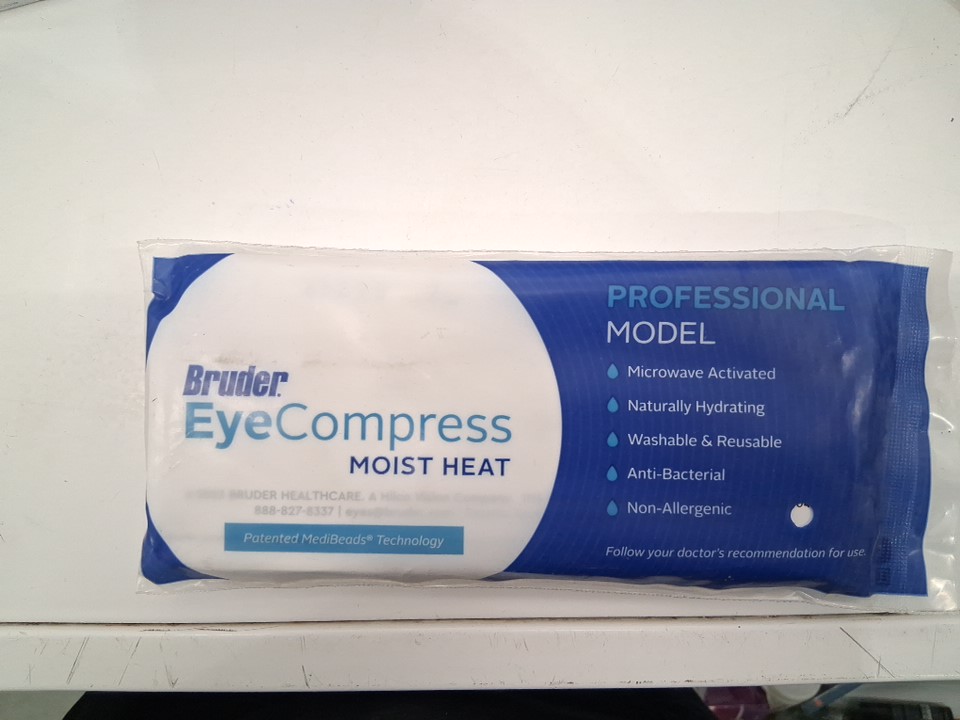 Bruder.
EyeCompress
MOIST HEAT
BRUDER HEALTHCARE. A
888-827-8337 |
Patented MediBeads® Technology
PROFESSIONAL
MODEL
Microwave Activated
Naturally Hydrating
Washable & Reusable
Anti-Bacterial
Non-Allergenic
Follow your doctor's recommendation for use.